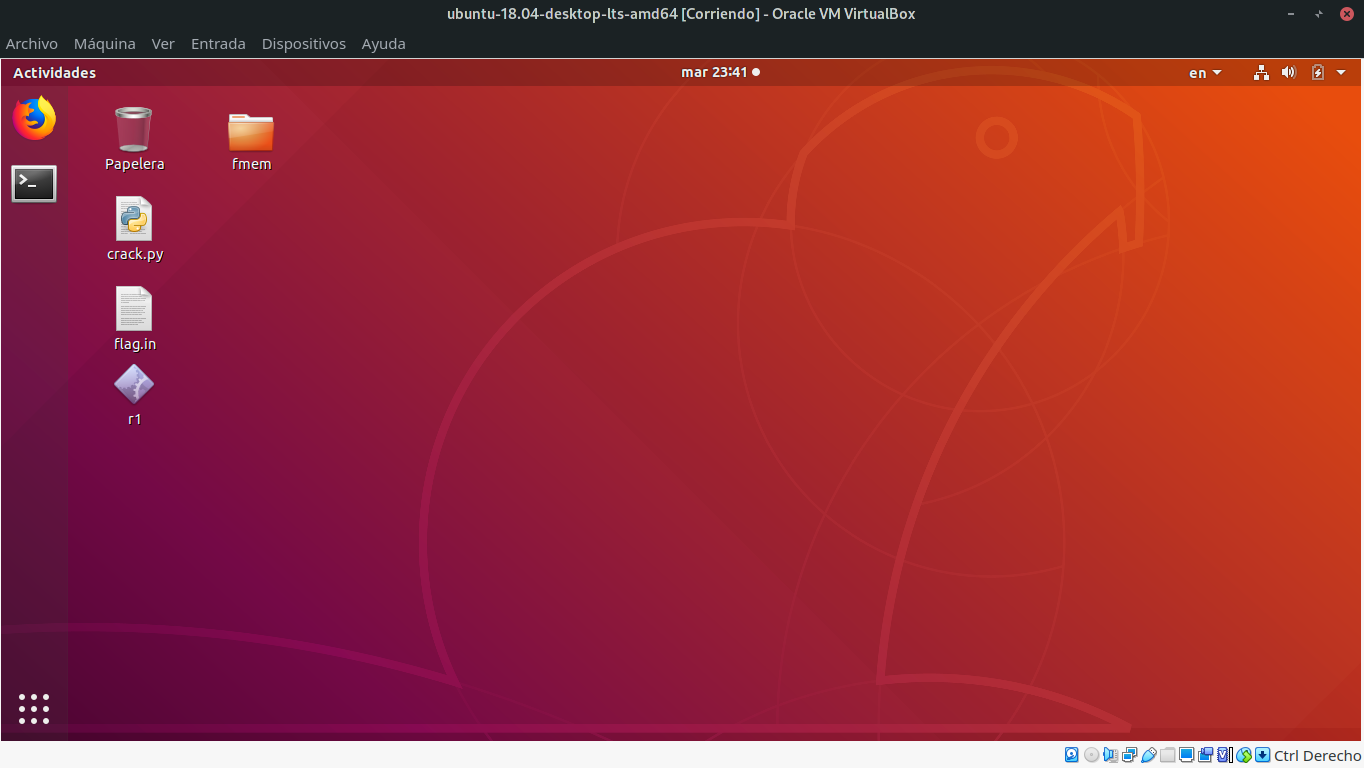 ubuntu-18.04-desktop-lts-amd64 [Corriendo] - Oracle VM VirtualBox
Archivo Máquina Ver Entrada Dispositivos Ayuda
Actividades mar 23:41 en
Papelera fmem
crack.py
flag.in
r1
Ctrl Derecho